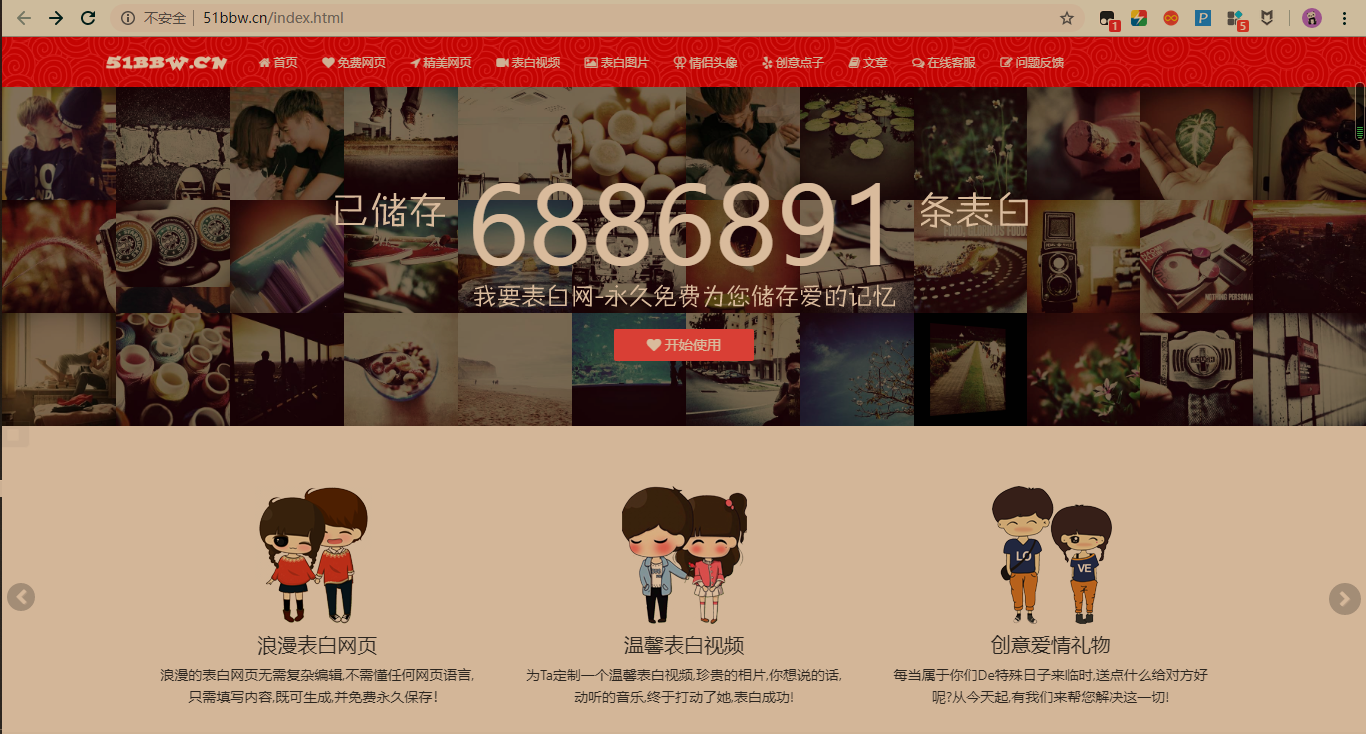 不安全 | 51bbw.cn/index.html
1
5
51BBW.CN 首页 免费网页 精美网页 表白视频 表白图片 情侣头像 创意点子 文章 在线客服 问题反馈
已储存 6886891 条表白
我要表白网-永久免费为您储存爱的记忆
开始使用
NOTHING PERSONAL
LO
VE
浪漫表白网页
浪漫的表白网页无需复杂编辑,不需懂任何网页语言,
只需填写内容,既可生成,并免费永久保存!
温馨表白视频
为Ta定制一个温馨表白视频,珍贵的相片,你想说的话,
动听的音乐,终于打动了她,表白成功!
创意爱情礼物
每当属于你们De特殊日子来临时,送点什么给对方好
呢?从今天起,有我们来帮您解决这一切!